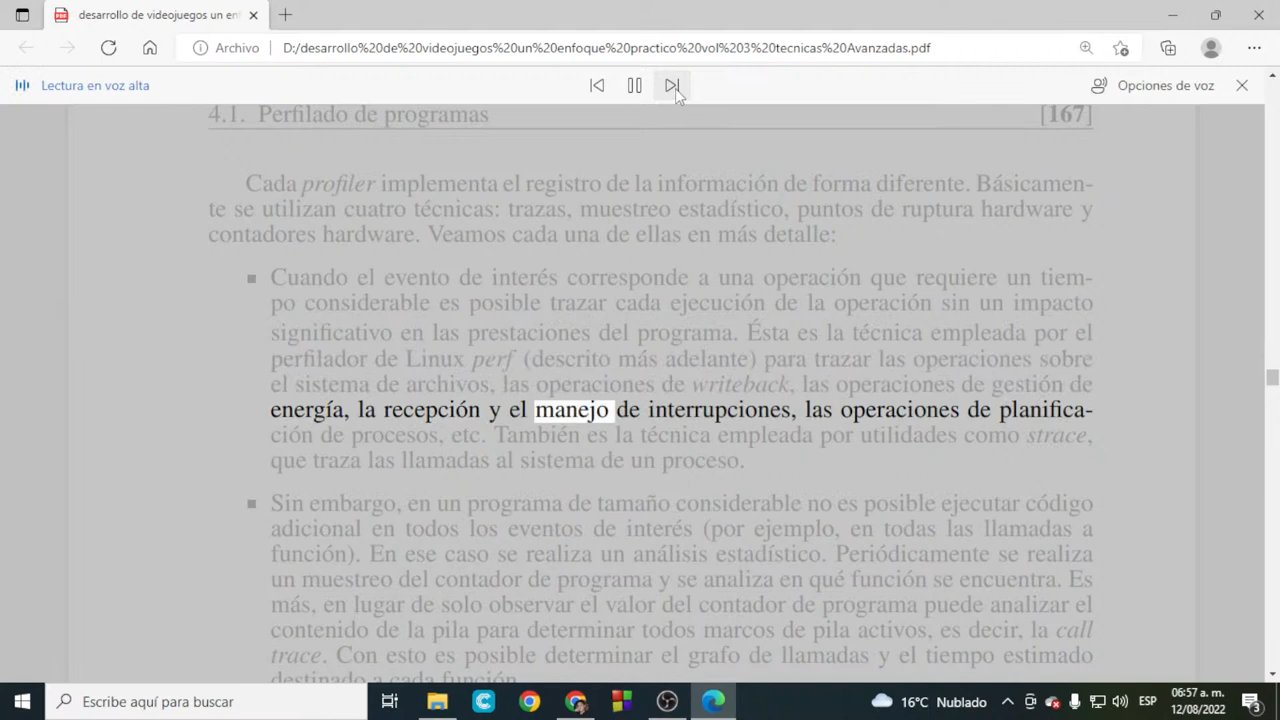 desarrollo de videojuegos un en
Archivo
D:/desarrollo%20de%20videojuegos%20un%20enfoque%20practico%20vol%203%20tecnicas%20Avanzadas.pdf
Lectura en voz alta
Opciones de voz
4.1. Perfilado de programas [167]
Cada profiler implementa el registro de la información de forma diferente. Básicamen-
te se utilizan cuatro técnicas: trazas, muestreo estadístico, puntos de ruptura hardware y
contadores hardware. Veamos cada una de ellas en más detalle:
Cuando el evento de interés corresponde a una operación que requiere un tiem-
po considerable es posible trazar cada ejecución de la operación sin un impacto
significativo en las prestaciones del programa. Ésta es la técnica empleada por el
perfilador de Linux perf (descrito más adelante) para trazar las operaciones sobre
el sistema de archivos, las operaciones de writeback, las operaciones de gestión de
energía, la recepción y el manejo de interrupciones, las operaciones de planifica-
ción de procesos, etc. También es la técnica empleada por utilidades como strace,
que traza las llamadas al sistema de un proceso.
Sin embargo, en un programa de tamaño considerable no es posible ejecutar código
adicional en todos los eventos de interés (por ejemplo, en todas las llamadas a
función). En ese caso se realiza un análisis estadístico. Periódicamente se realiza
un muestreo del contador de programa y se analiza en qué función se encuentra. Es
más, en lugar de solo observar el valor del contador de programa puede analizar el
contenido de la pila para determinar todos marcos de pila activos, es decir, la call
trace. Con esto es posible determinar el grafo de llamadas y el tiempo estimado
destinado a cada función.
Escribe aquí para buscar
16°C Nublado
ESP
06:57 a. m.
12/08/2022
3